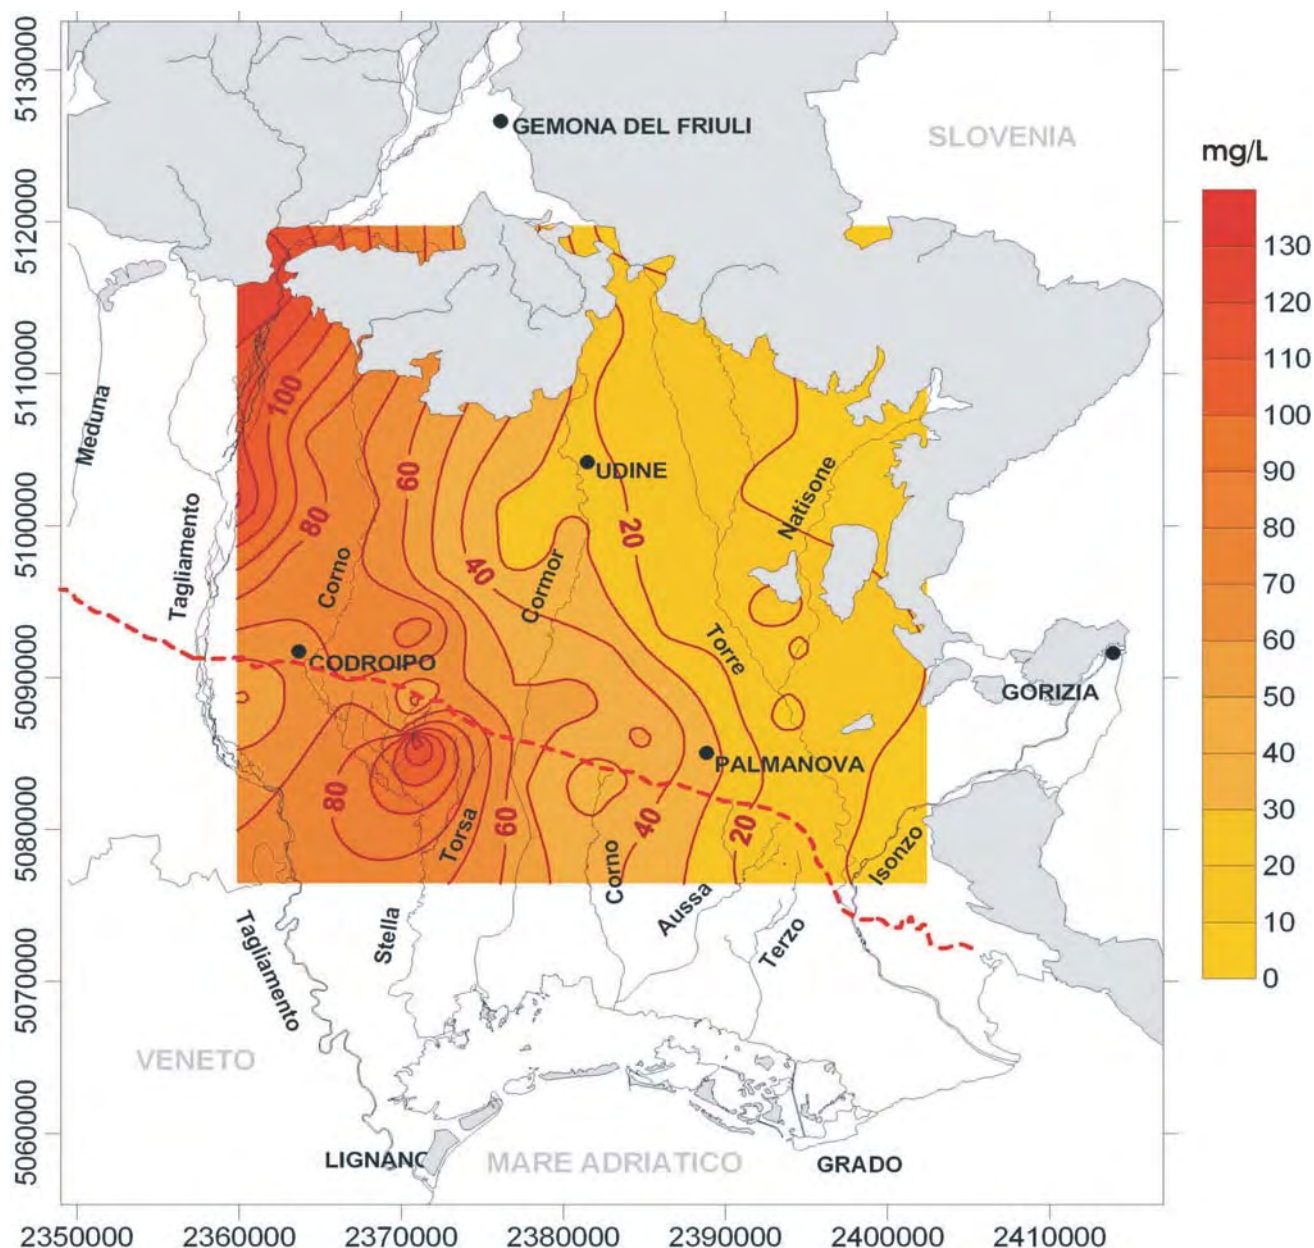 5130000
GEMONA DEL FRIULI
SLOVENIA
mg/L
5120000
130
120
110
5110000
Meduna
100
100
90
60
UDINE
Natisone
80
5100000
Tagliamento
80
20
70
Corno
40
Cormor
60
5090000
CODROIPO
Torre
GORIZIA
50
40
PALMANOVA
30
5080000
80
Torsa
60
40
20
Isonzo
20
Corno
Aussa
10
Tagliamento
Stella
Terzo
0
5070000
VENETO
5060000
LIGNANO
MARE ADRIATICO
GRADO
2350000 2360000 2370000 2380000 2390000 2400000 2410000